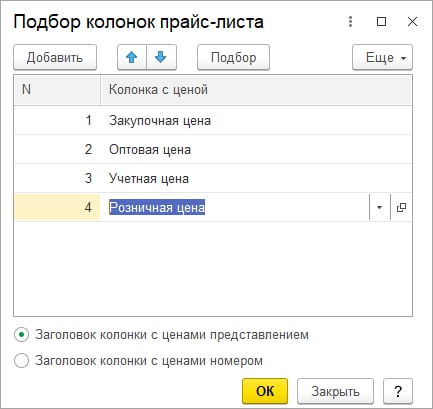 Подбор колонок прайс-листа
Добавить Подбор Еще
N Колонка с ценой
1 Закупочная цена
2 Оптовая цена
3 Учетная цена
4 Розничная цена
Заголовок колонки с ценами представлением
Заголовок колонки с ценами номером
ОК Закрыть ?